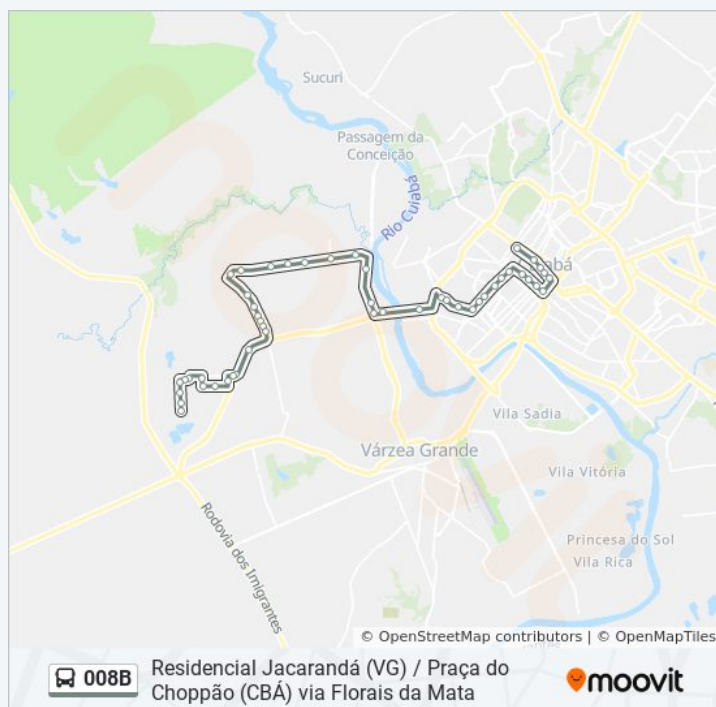 Sucuri
Passagem da
Conceição
Rio Cuiabá
abá
Vila Sadia
Várzea Grande
Vila Vitória
Rodovia dos Imigrantes
Princesa do Sol
Vila Rica
© OpenStreetMap contributors | © OpenMapTiles
008B
Residencial Jacarandá (VG) / Praça do
Choppão (CBÁ) via Florais da Mata
moovit